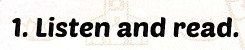 1. Listen and read.